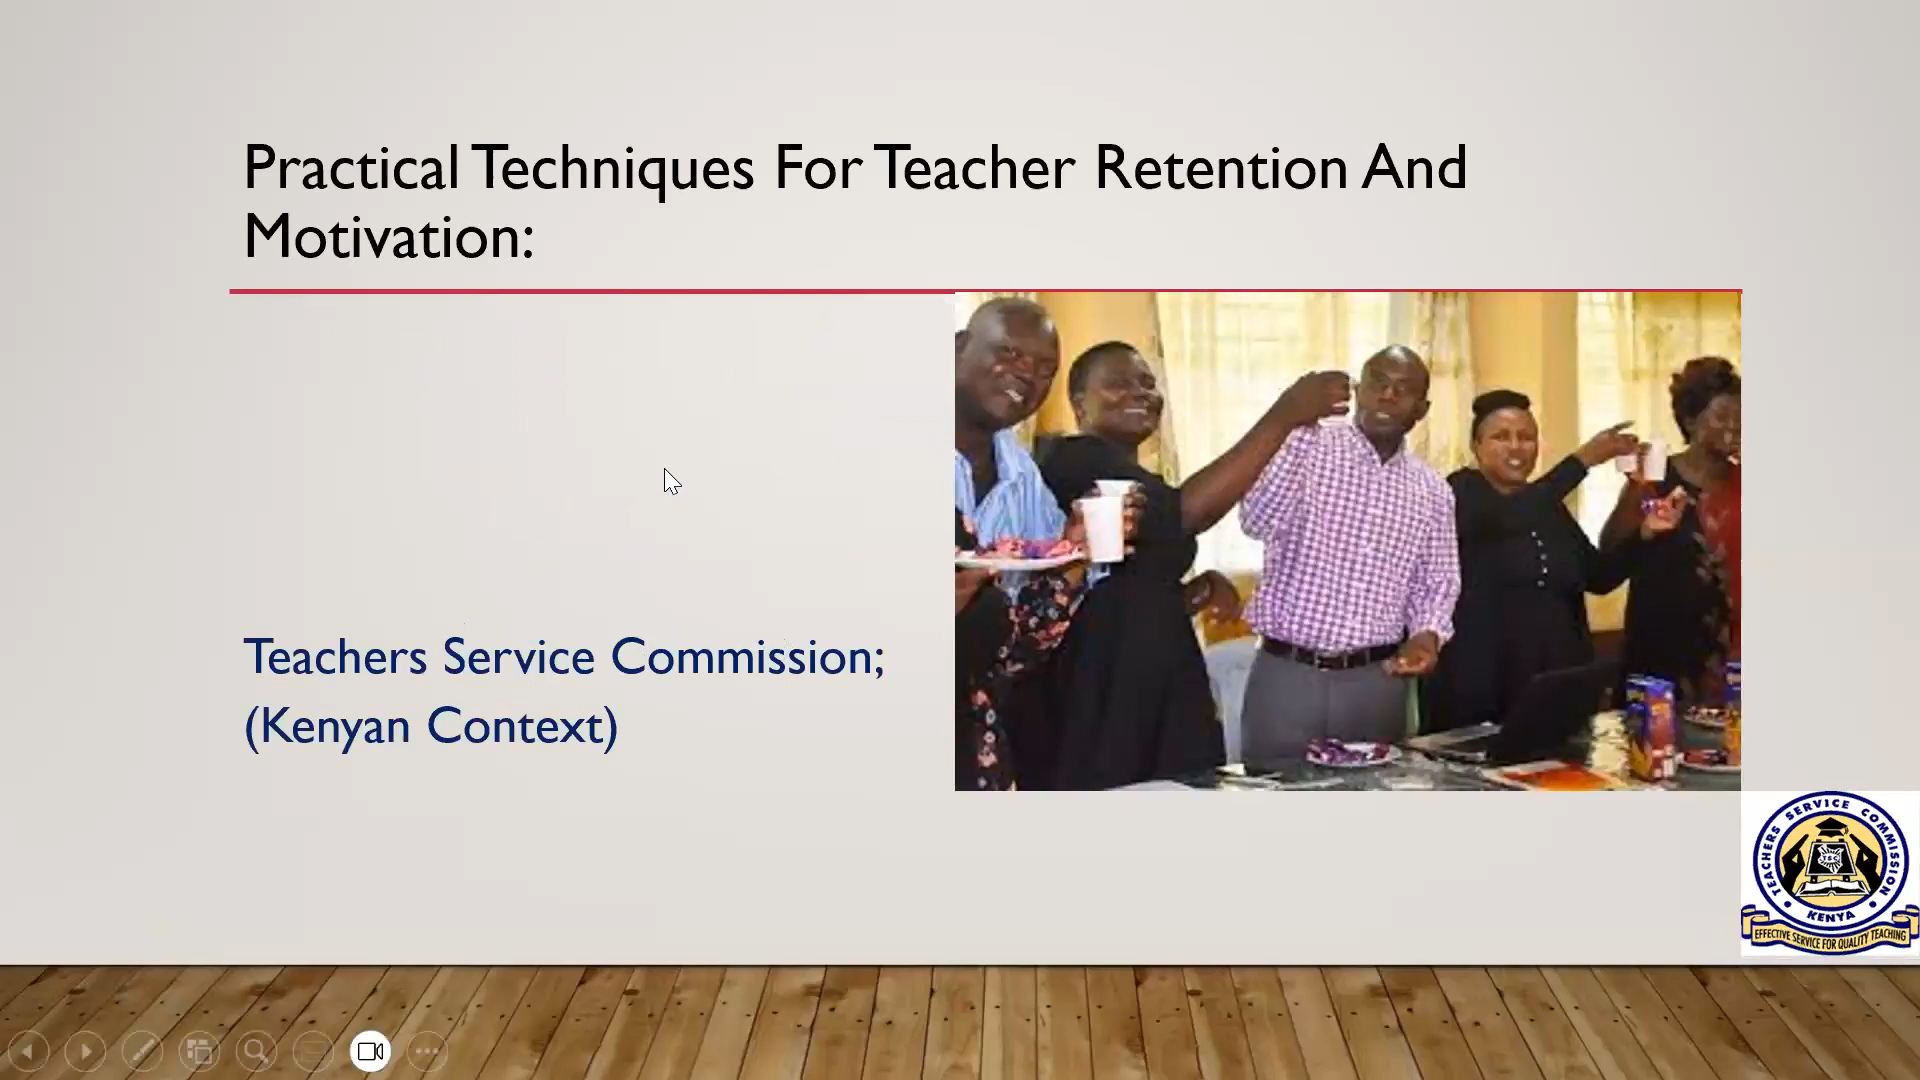 Practical Techniques For Teacher Retention And
Motivation:
Teachers Service Commission;
(Kenyan Context)
TEACHERS SERVICE COMMISSION
TSC
KENYA
EFFECTIVE SERVICE FOR QUALITY TEACHING